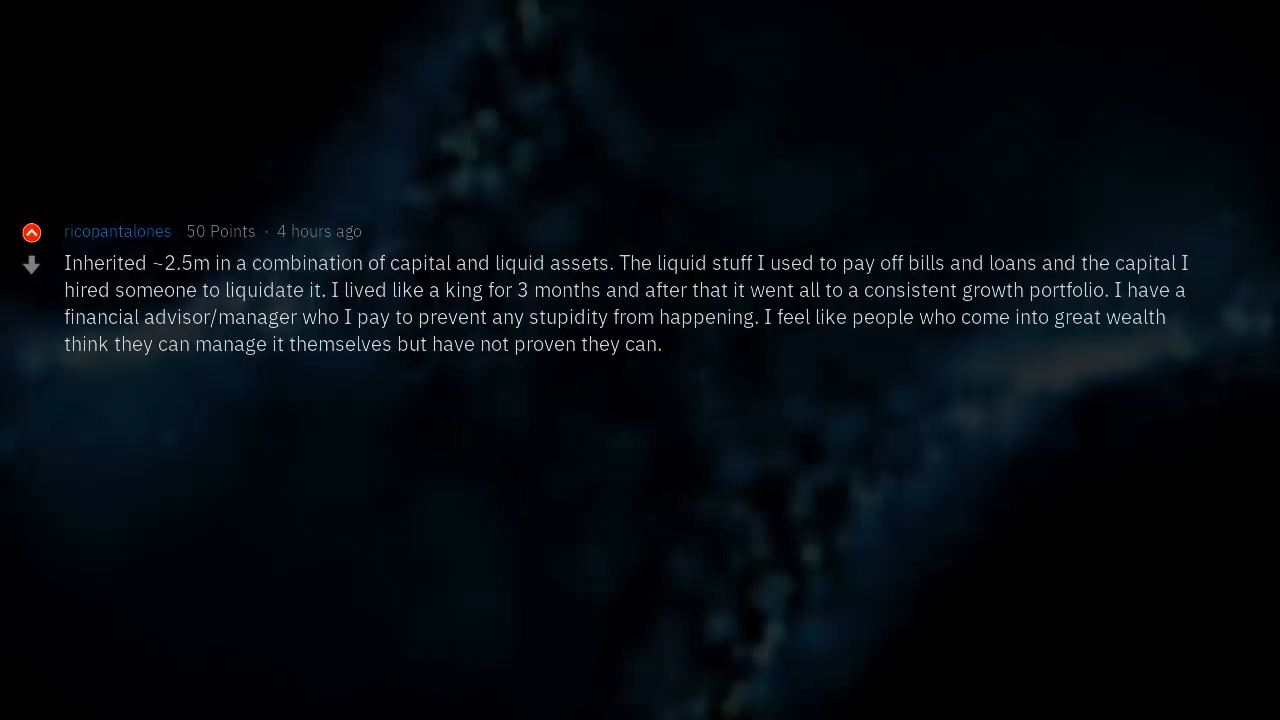 ricopantalones 50 Points · 4 hours ago
Inherited ~2.5m in a combination of capital and liquid assets. The liquid stuff I used to pay off bills and loans and the capital I
hired someone to liquidate it. I lived like a king for 3 months and after that it went all to a consistent growth portfolio. I have a
financial advisor/manager who I pay to prevent any stupidity from happening. I feel like people who come into great wealth
think they can manage it themselves but have not proven they can.